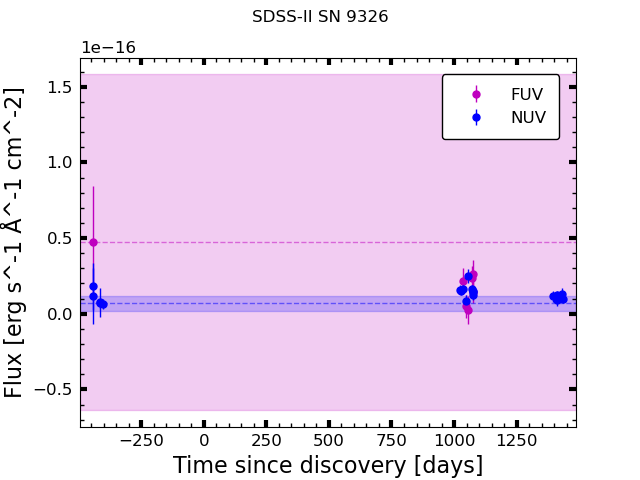 SDSS-II SN 9326
1e−16
Flux [erg s^-1 Å^-1 cm^-2]
1.5
1.0
0.5
0.0
−0.5
FUV
NUV
−250 0 250 500 750 1000 1250
Time since discovery [days]